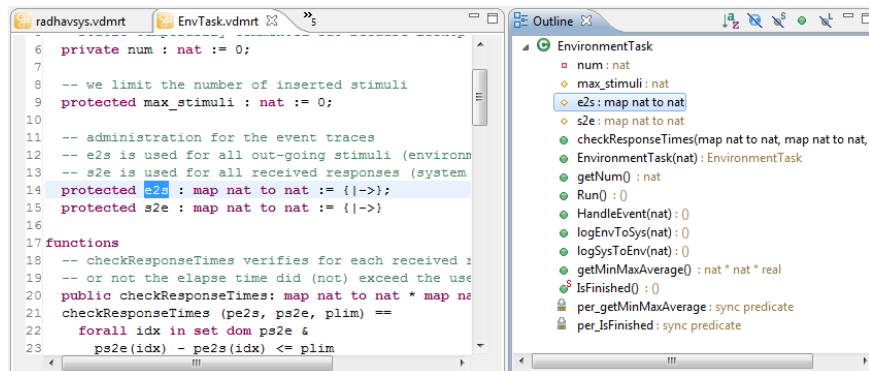 radhavsys.vdmrt
EnvTask.vdmrt
5
6 private num : nat := 0;
7
8 -- we limit the number of inserted stimuli
9 protected max_stimuli : nat := 0;
10
11 -- administration for the event traces
12 -- e2s is used for all out-going stimuli (environm
13 -- s2e is used for all received responses (system
14 protected e2s : map nat to nat := {|->};
15 protected s2e : map nat to nat := {|->}
16
17 functions
18 -- checkResponseTimes verifies for each received r
19 -- or not the elapse time did (not) exceed the use
20 public checkResponseTimes: map nat to nat * map na
21 checkResponseTimes (pe2s, ps2e, plim) ==
22 forall idx in set dom ps2e &
23 ps2e(idx) - pe2s(idx) <= plim
Outline
EnvironmentTask
num : nat
max_stimuli : nat
e2s : map nat to nat
s2e : map nat to nat
checkResponseTimes(map nat to nat, map nat to nat,
EnvironmentTask(nat) : EnvironmentTask
getNum() : nat
Run() : ()
HandleEvent(nat) : ()
logEnvToSys(nat) : ()
logSysToEnv(nat) : ()
getMinMaxAverage() : nat * nat * real
IsFinished() : ()
per_getMinMaxAverage : sync predicate
per_IsFinished : sync predicate